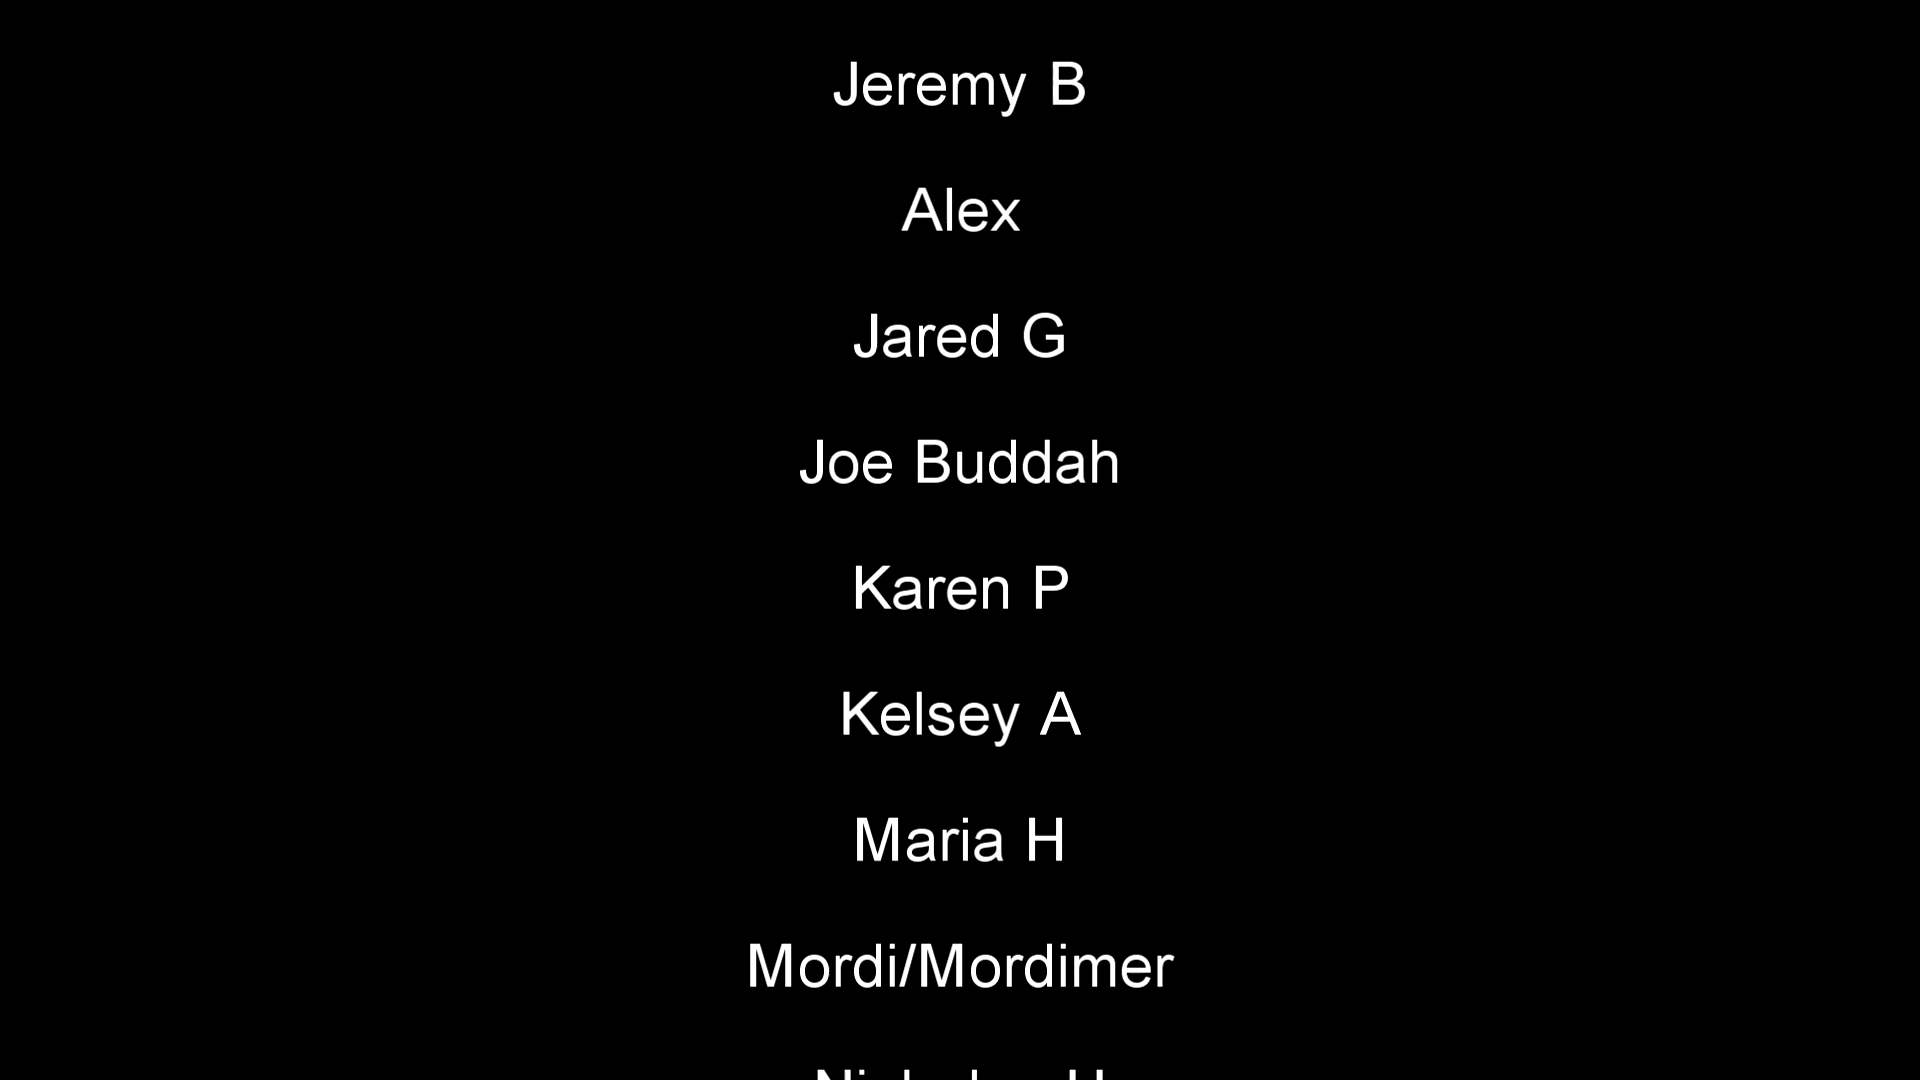 Jeremy B
Alex
Jared G
Joe Buddah
Karen P
Kelsey A
Maria H
Mordi/Mordimer